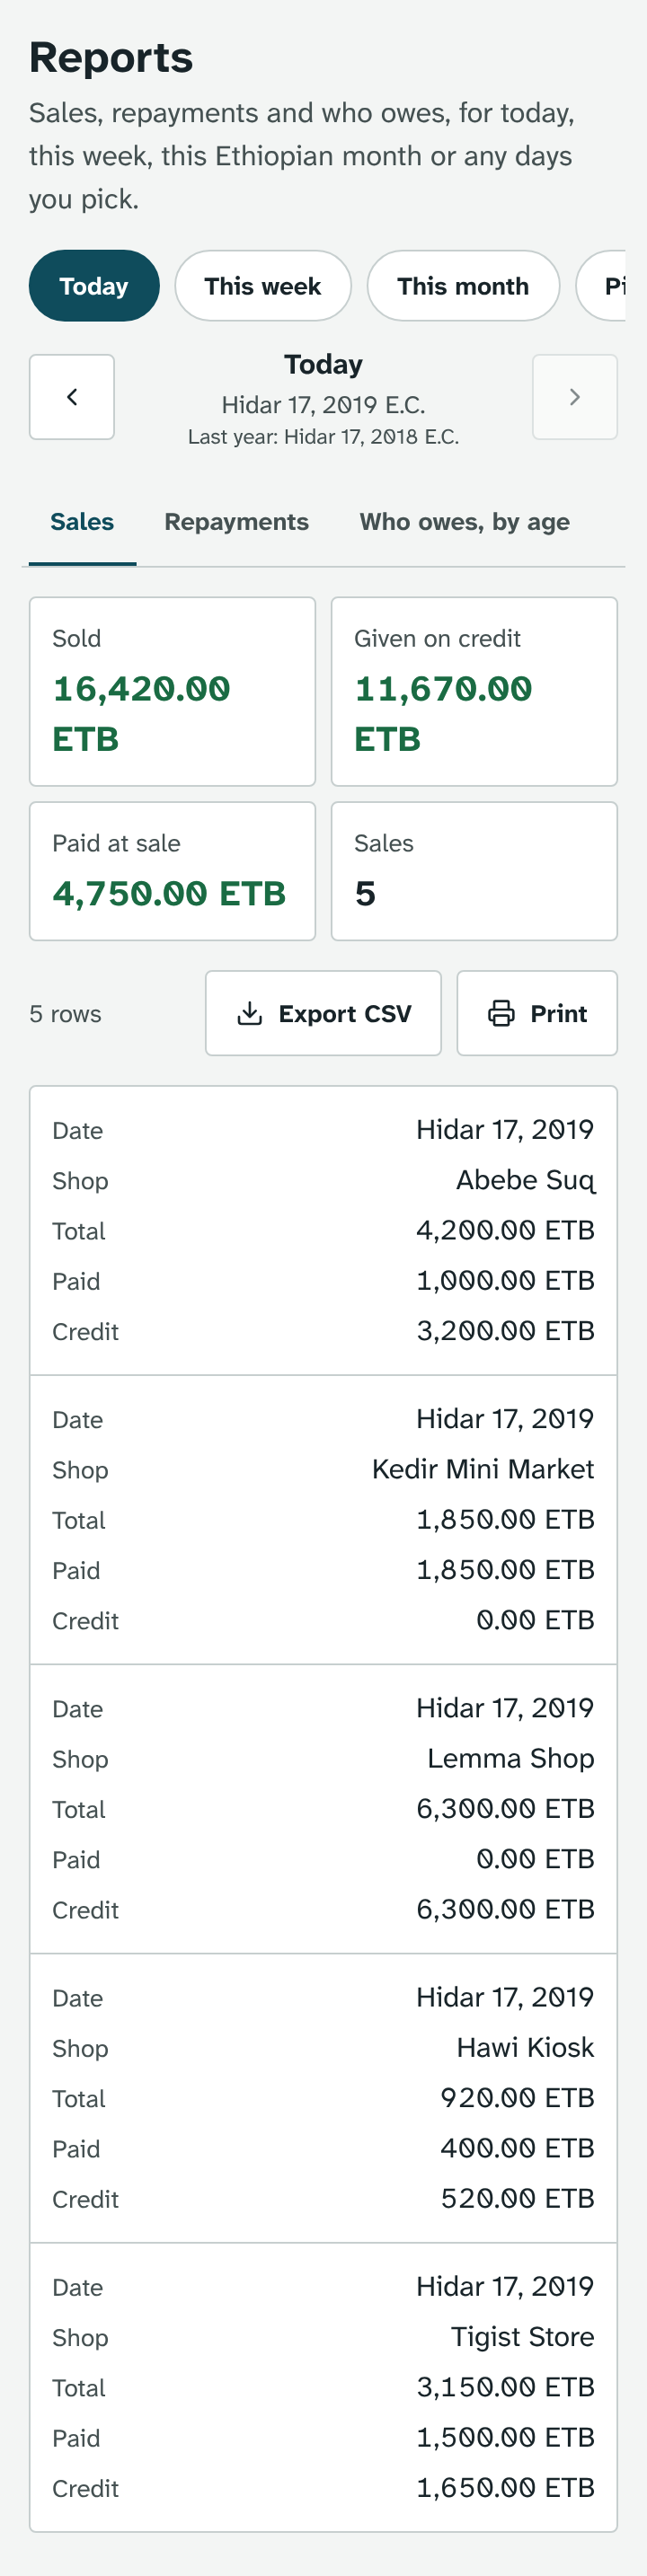 Reports
Sales, repayments and who owes, for today,
this week, this Ethiopian month or any days
you pick.
Today
This week
This month
Pi
Today
Hidar 17, 2019 E.C.
Last year: Hidar 17, 2018 E.C.
Sales
Repayments
Who owes, by age
Sold
16,420.00
ETB
Given on credit
11,670.00
ETB
Paid at sale
4,750.00 ETB
Sales
5
5 rows
Export CSV
Print
Date Hidar 17, 2019
Shop Abebe Suq
Total 4,200.00 ETB
Paid 1,000.00 ETB
Credit 3,200.00 ETB
Date Hidar 17, 2019
Shop Kedir Mini Market
Total 1,850.00 ETB
Paid 1,850.00 ETB
Credit 0.00 ETB
Date Hidar 17, 2019
Shop Lemma Shop
Total 6,300.00 ETB
Paid 0.00 ETB
Credit 6,300.00 ETB
Date Hidar 17, 2019
Shop Hawi Kiosk
Total 920.00 ETB
Paid 400.00 ETB
Credit 520.00 ETB
Date Hidar 17, 2019
Shop Tigist Store
Total 3,150.00 ETB
Paid 1,500.00 ETB
Credit 1,650.00 ETB